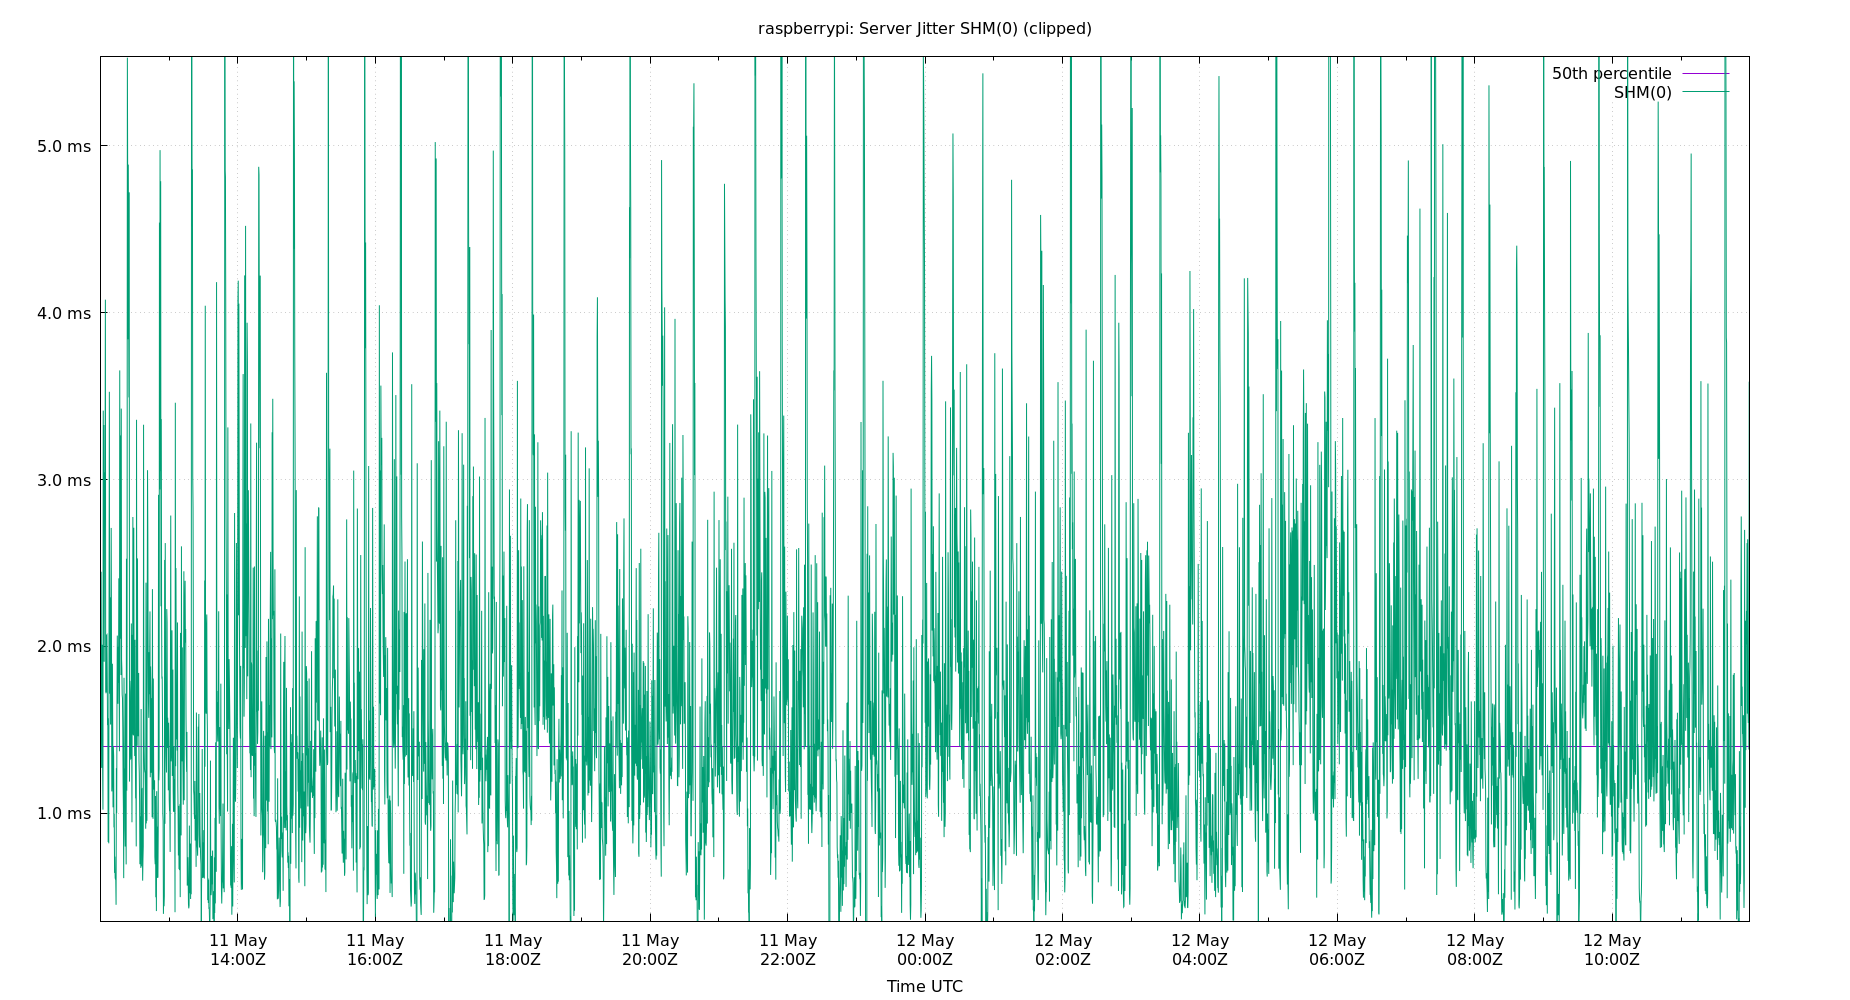 raspberrypi: Server Jitter SHM(0) (clipped)
50th percentile
SHM(0)
5.0 ms
4.0 ms
3.0 ms
2.0 ms
1.0 ms
11 May 11 May 11 May 11 May 11 May 12 May 12 May 12 May 12 May 12 May 12 May
14:00Z 16:00Z 18:00Z 20:00Z 22:00Z 00:00Z 02:00Z 04:00Z 06:00Z 08:00Z 10:00Z
Time UTC